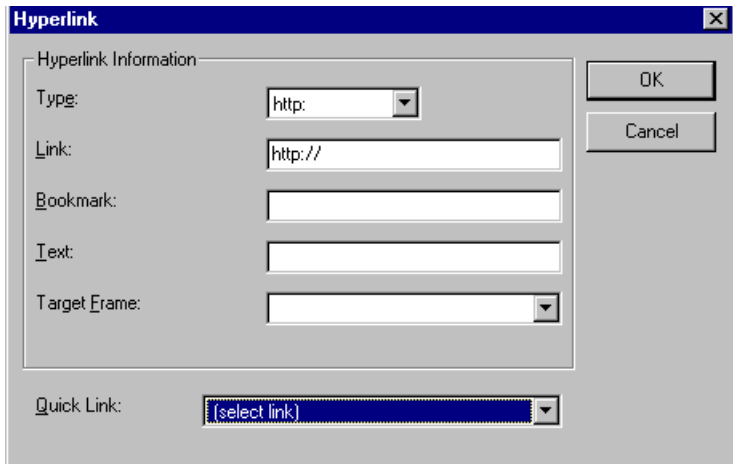 Hyperlink
Hyperlink Information
Type: http:
Link: http://
Bookmark:
Text:
Target Frame:
Quick Link: (select link)
OK
Cancel